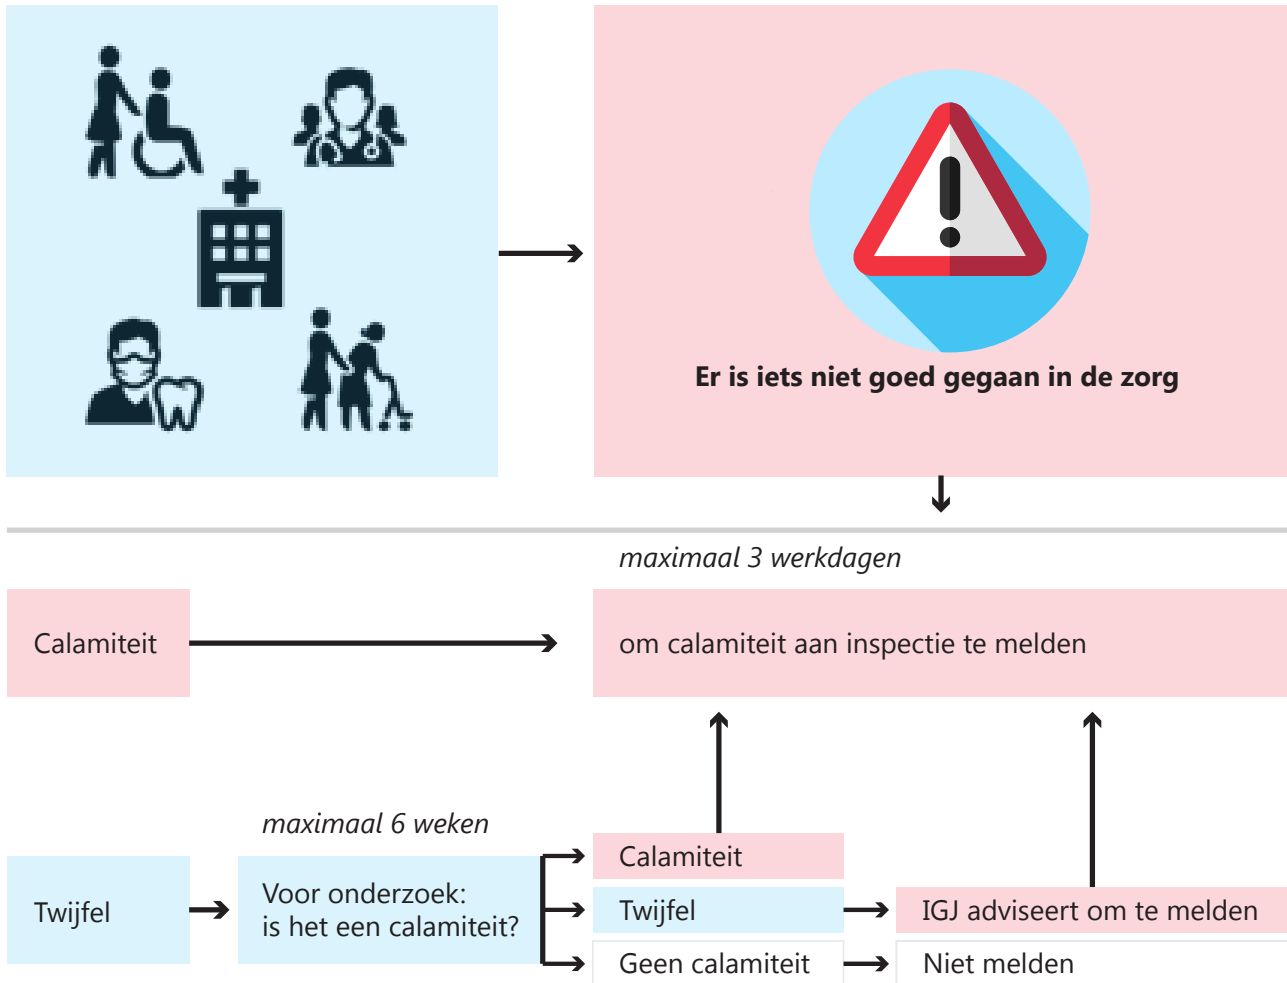 Er is iets niet goed gegaan in de zorg
maximaal 3 werkdagen
Calamiteit
om calamiteit aan inspectie te melden
maximaal 6 weken
Twijfel
Voor onderzoek:
is het een calamiteit?
Calamiteit
Twijfel
IGJ adviseert om te melden
Geen calamiteit
Niet melden